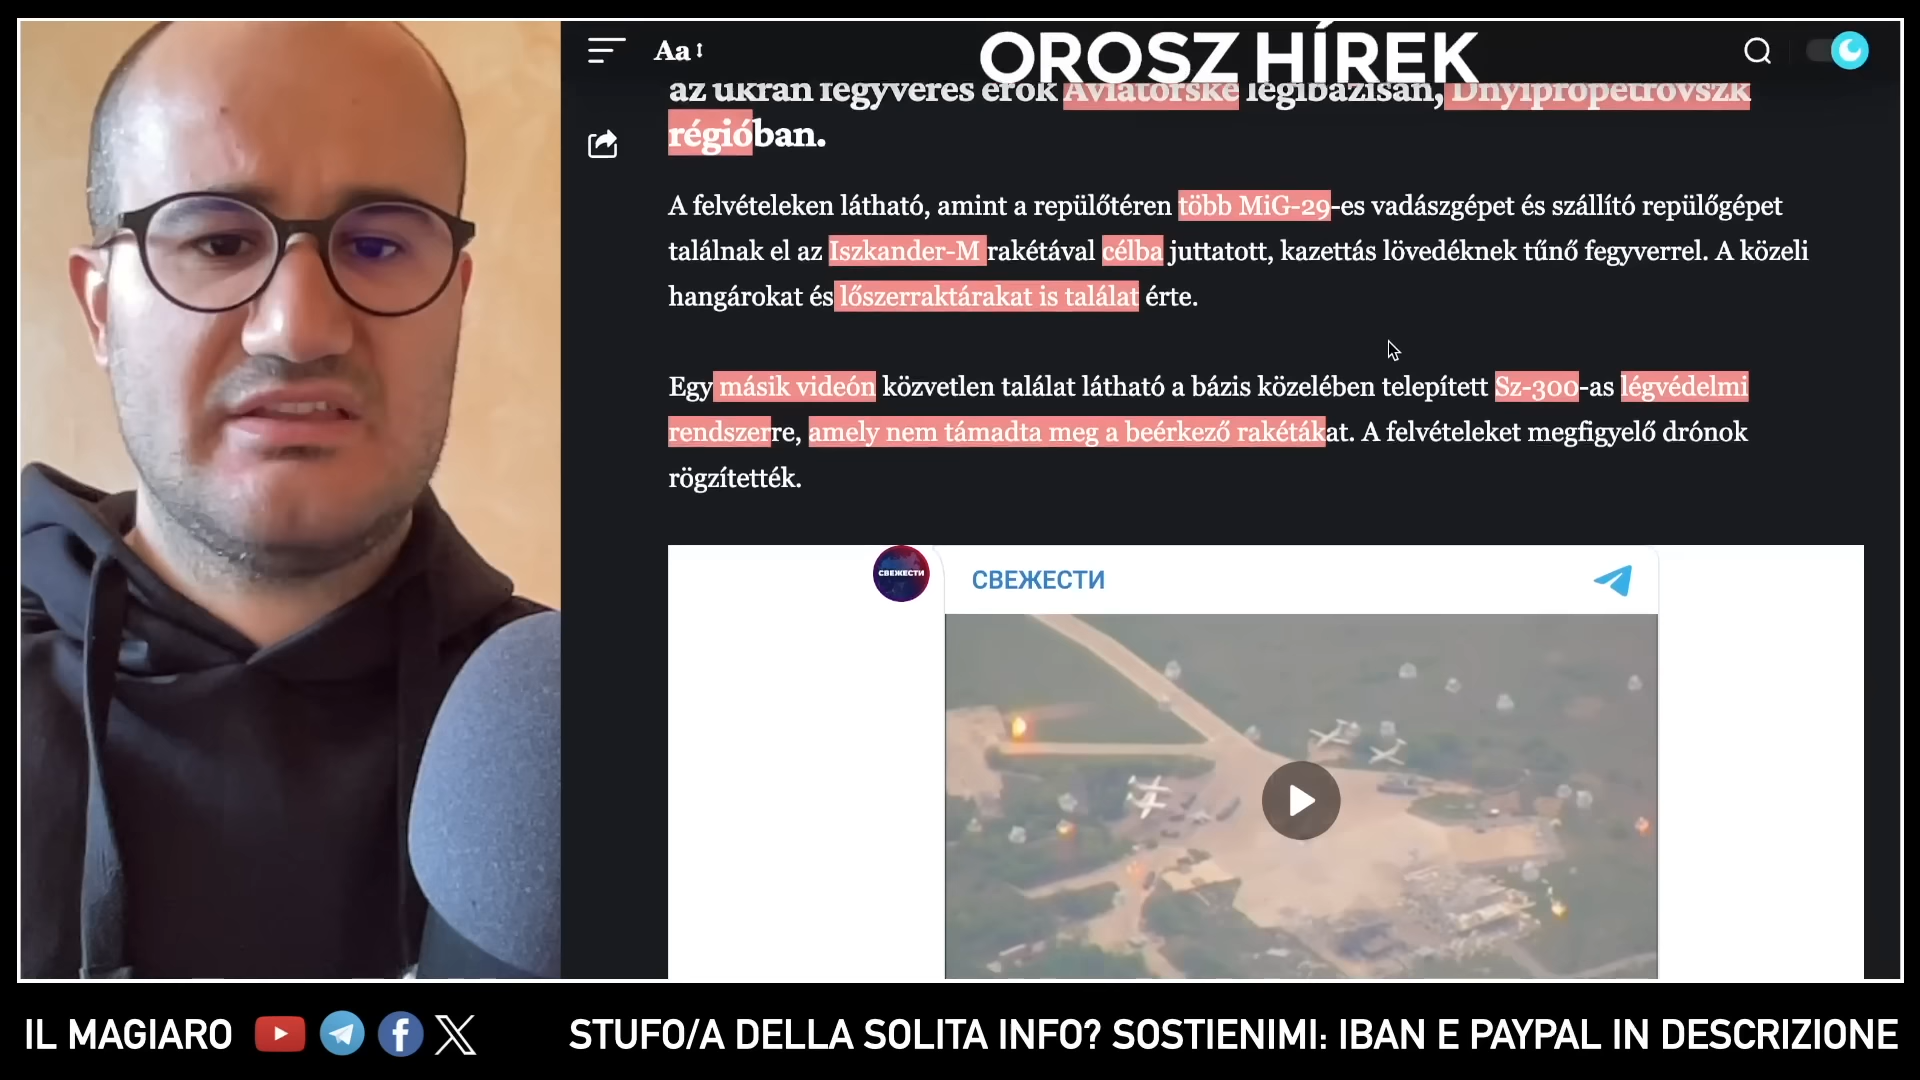 Aa
OROSZ HÍREK
az ukrán fegyveres erők Aviatorske légibázisán, Dnyipropetrovszk
régióban.
A felvételeken látható, amint a repülőtéren több MiG-29-es vadászgépet és szállító repülőgépet
találnak el az Iszkander-M rakétával célba juttatott, kazettás lövedéknek tűnő fegyverrel. A közeli
hangárokat és lőszerraktárakat is találat érte.
Egy másik videón közvetlen találat látható a bázis közelében telepített Sz-300-as légvédelmi
rendszerre, amely nem támadta meg a beérkező rakétákat. A felvételeket megfigyelő drónok
rögzítették.
СВЕЖЕСТИ
СВЕЖЕСТИ
IL MAGIARO
STUFO/A DELLA SOLITA INFO? SOSTIENIMI: IBAN E PAYPAL IN DESCRIZIONE